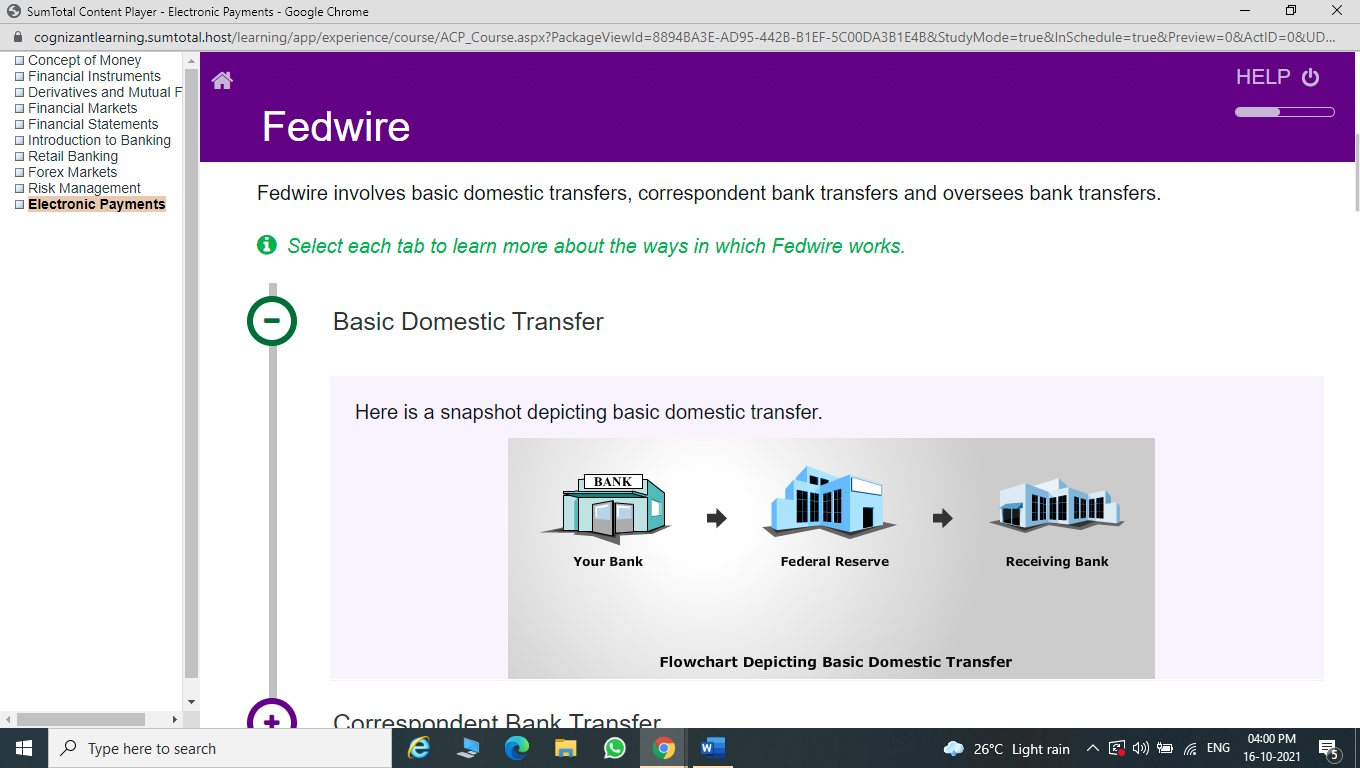 SumTotal Content Player - Electronic Payments - Google Chrome
cognizantlearning.sumtotal.host/learning/app/experience/course/ACP_Course.aspx?PackageViewId=8894BA3E-AD95-442B-B1EF-5C00DA3B1E4B&StudyMode=true&InSchedule=true&Preview=0&ActID=0&UD...
Concept of Money
Financial Instruments
Derivatives and Mutual F
Financial Markets
Financial Statements
Introduction to Banking
Retail Banking
Forex Markets
Risk Management
Electronic Payments
HELP
Fedwire
Fedwire involves basic domestic transfers, correspondent bank transfers and oversees bank transfers.
Select each tab to learn more about the ways in which Fedwire works.
Basic Domestic Transfer
Here is a snapshot depicting basic domestic transfer.
BANK
Your Bank
Federal Reserve
Receiving Bank
Flowchart Depicting Basic Domestic Transfer
Correspondent Bank Transfer
Type here to search
26°C Light rain
ENG
04:00 PM
16-10-2021
5